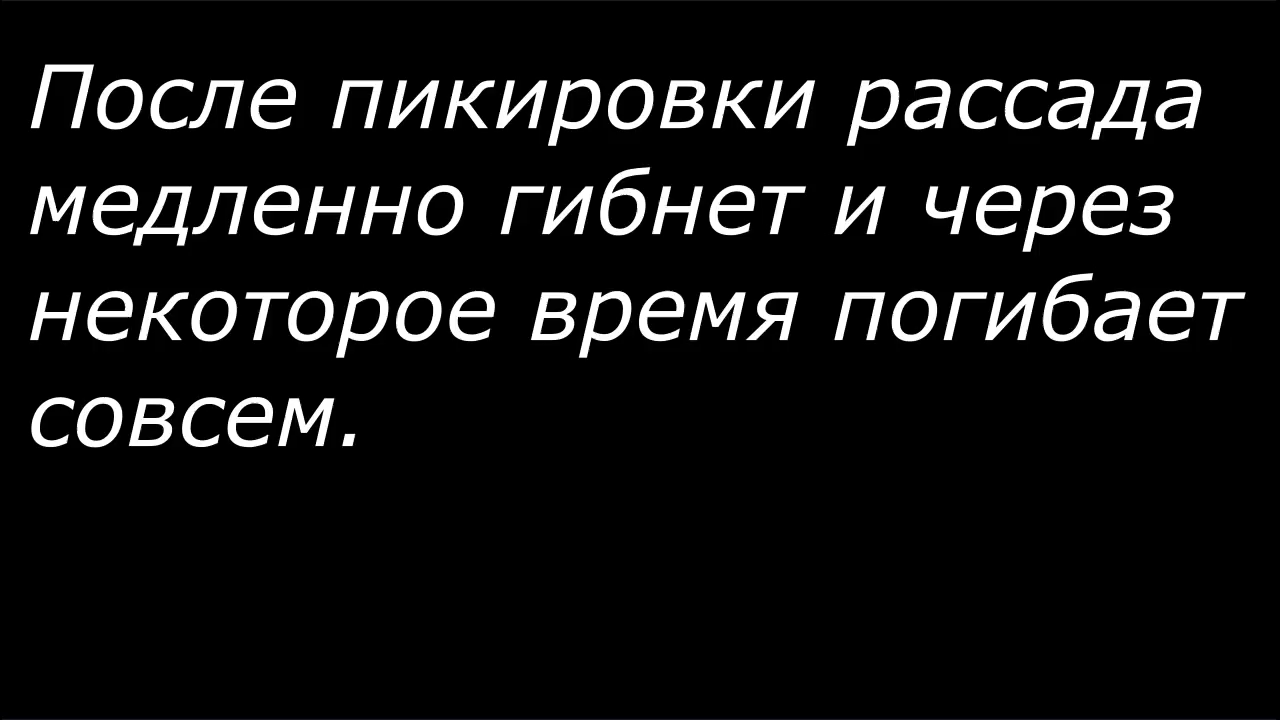 После пикировки рассада
медленно гибнет и через
некоторое время погибает
совсем.